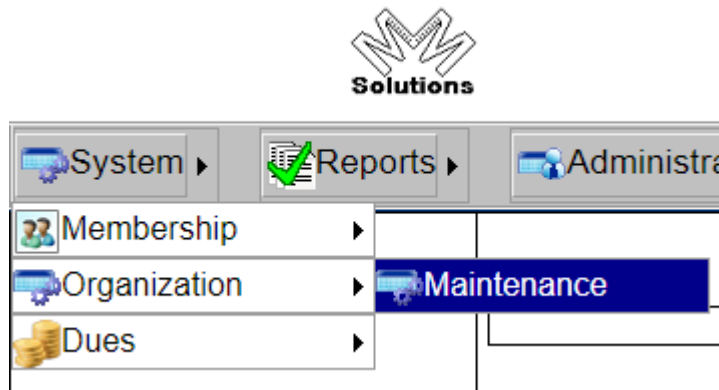 Solutions
System Reports Administra
Membership
Organization Maintenance
Dues